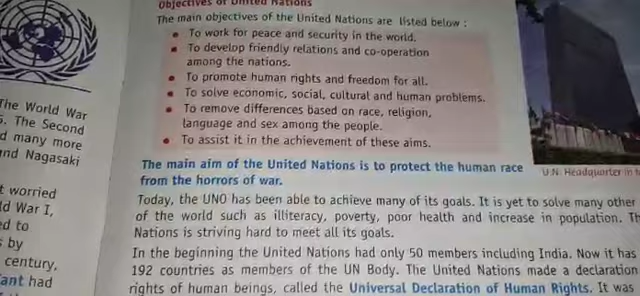 Objectives of United Nations
The main objectives of the United Nations are listed below :
• To work for peace and security in the world.
• To develop friendly relations and co-operation
among the nations.
• To promote human rights and freedom for all.
• To solve economic, social, cultural and human problems.
• To remove differences based on race, religion,
language and sex among the people.
• To assist it in the achievement of these aims.
The main aim of the United Nations is to protect the human race
from the horrors of war.
Today, the UNO has been able to achieve many of its goals. It is yet to solve many other
of the world such as illiteracy, poverty, poor health and increase in population.
Nations is striving hard to meet all its goals.
In the beginning the United Nations had only 50 members including India. Now it has
192 countries as members of the UN Body. The United Nations made a declaration
rights of human beings, called the Universal Declaration of Human Rights. It was
U.N. Headquarter in
The World War
The Second
d many more
and Nagasaki
t worried
ld War I,
ed to
s by
century,
ant had